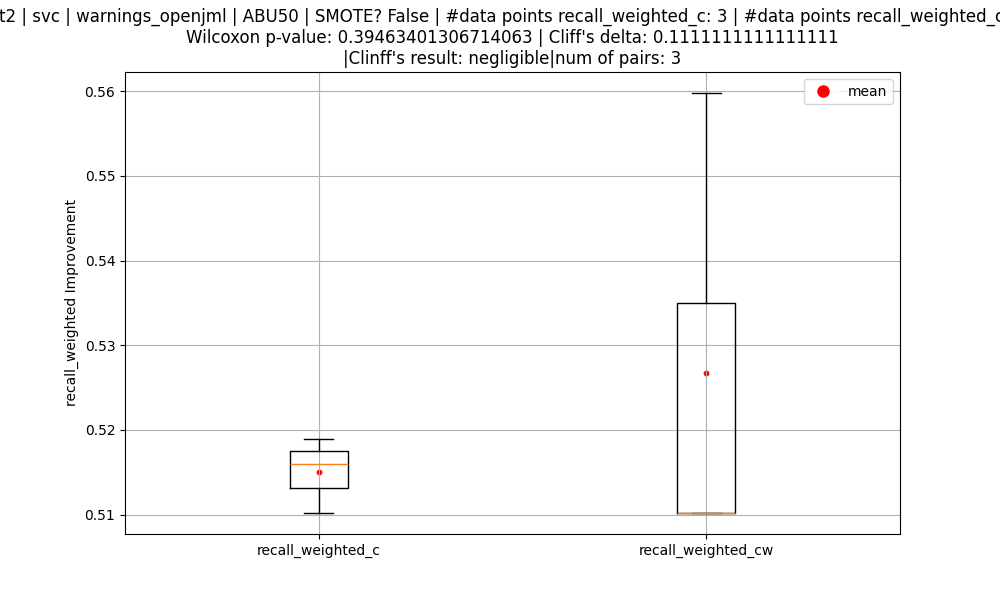 t2 | svc | warnings_openjml | ABU50 | SMOTE? False | #data points recall_weighted_c: 3 | #data points recall_weighted_c
Wilcoxon p-value: 0.39463401306714063 | Cliff's delta: 0.1111111111111111
|Clinff's result: negligible|num of pairs: 3
mean
0.56
0.55
0.54
0.53
0.52
0.51
recall_weighted Improvement
recall_weighted_c
recall_weighted_cw